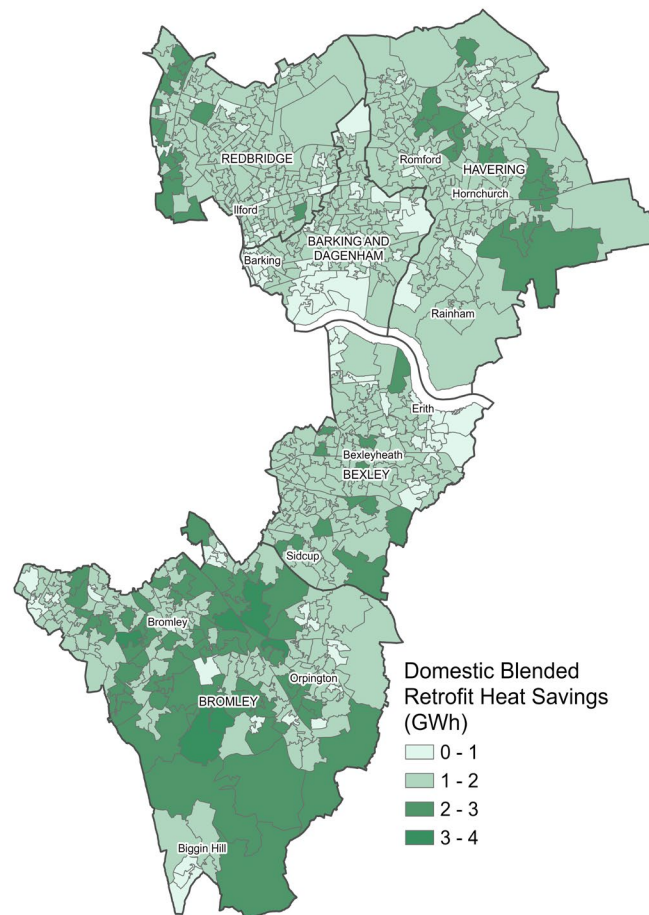 REDBRIDGE
Romford
HAVERING
Hornchurch
Ilford
BARKING AND
DAGENHAM
Barking
Rainham
Erith
Bexleyheath
BEXLEY
Sidcup
Bromley
Orpington
BROMLEY
Biggin Hill
Domestic Blended
Retrofit Heat Savings
(GWh)
0 - 1
1 - 2
2 - 3
3 - 4